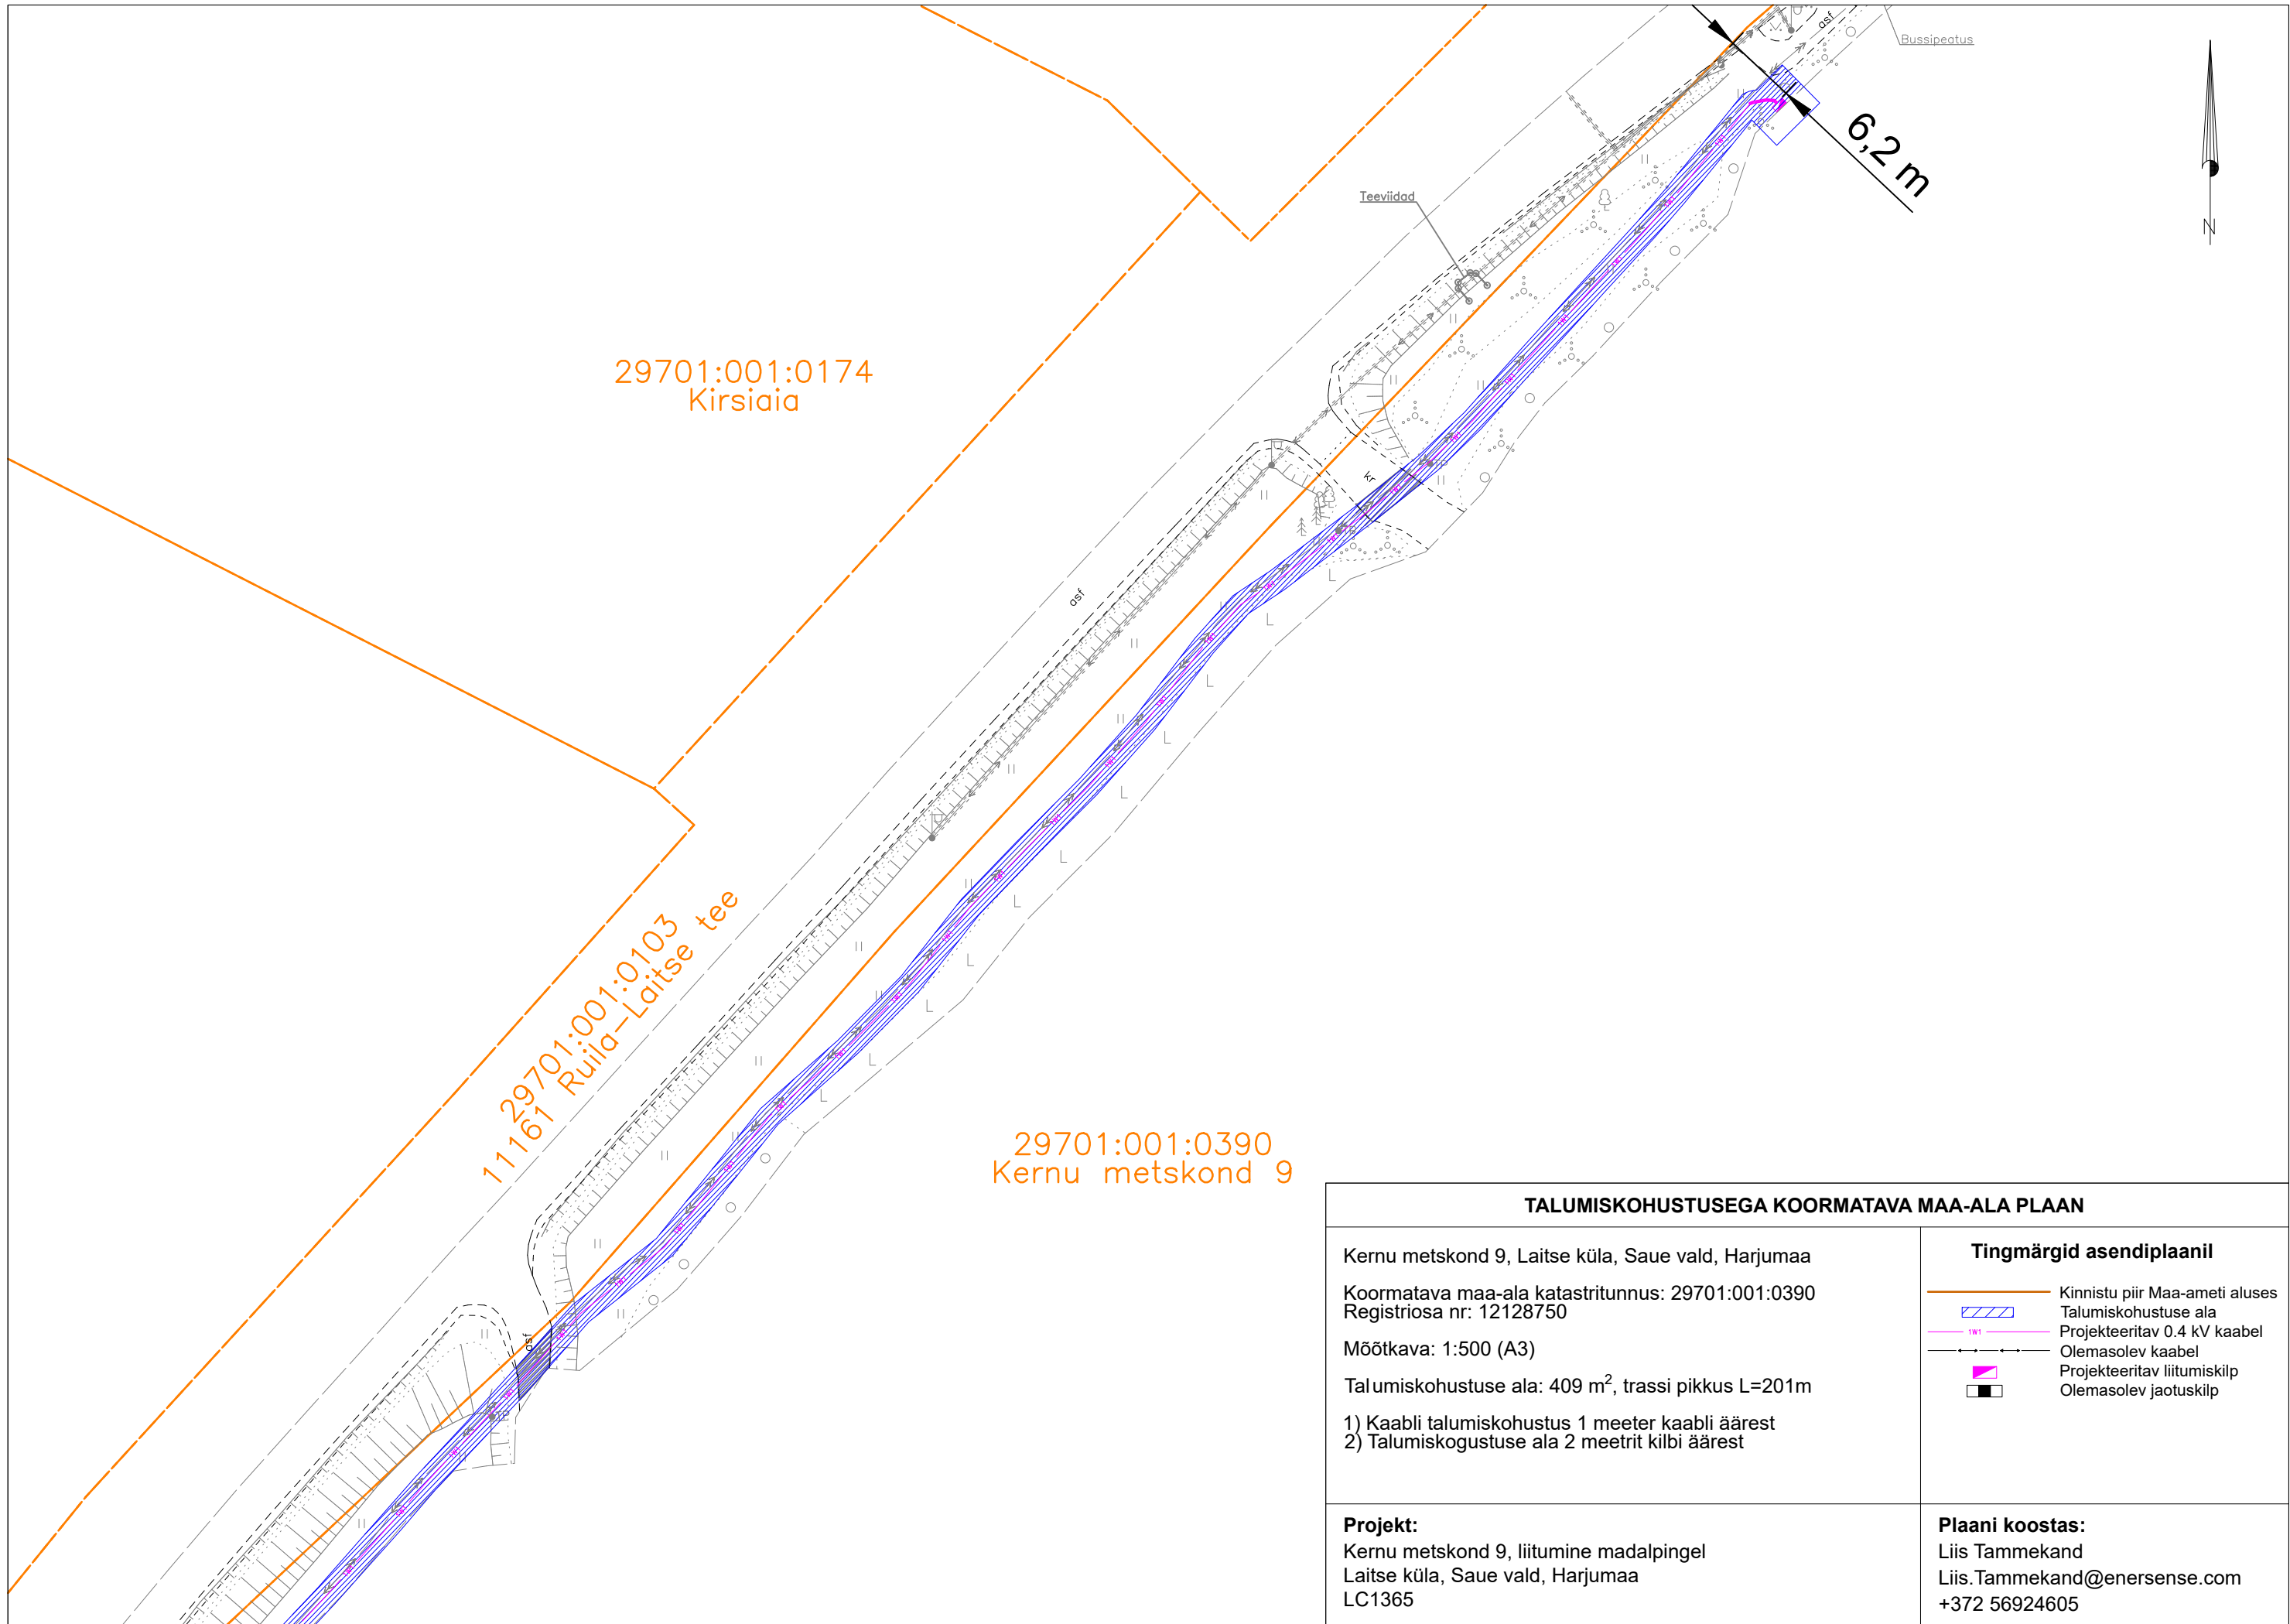 asf
Bussipeatus
6,2 m
N
Teeviidad
29701:001:0174
Kirsiaia
kr
asf
29701:001:0103
11161 Ruila-Laitse tee
29701:001:0390
Kernu metskond 9
asf
TALUMISKOHUSTUSEGA KOORMATAVA MAA-ALA PLAAN
Kernu metskond 9, Laitse küla, Saue vald, Harjumaa
Koormatava maa-ala katastritunnus: 29701:001:0390
Registriosa nr: 12128750
Mõõtkava: 1:500 (A3)
Talumiskohustuse ala: 409 m², trassi pikkus L=201m
1) Kaabli talumiskohustus 1 meeter kaabli äärest
2) Talumiskogustuse ala 2 meetrit kilbi äärest
Tingmärgid asendiplaanil
Kinnistu piir Maa-ameti aluses
Talumiskohustuse ala
1W1 Projekteeritav 0.4 kV kaabel
Olemasolev kaabel
Projekteeritav liitumiskilp
Olemasolev jaotuskilp
Projekt:
Kernu metskond 9, liitumine madalpingel
Laitse küla, Saue vald, Harjumaa
LC1365
Plaani koostas:
Liis Tammekand
Liis.Tammekand@enersense.com
+372 56924605